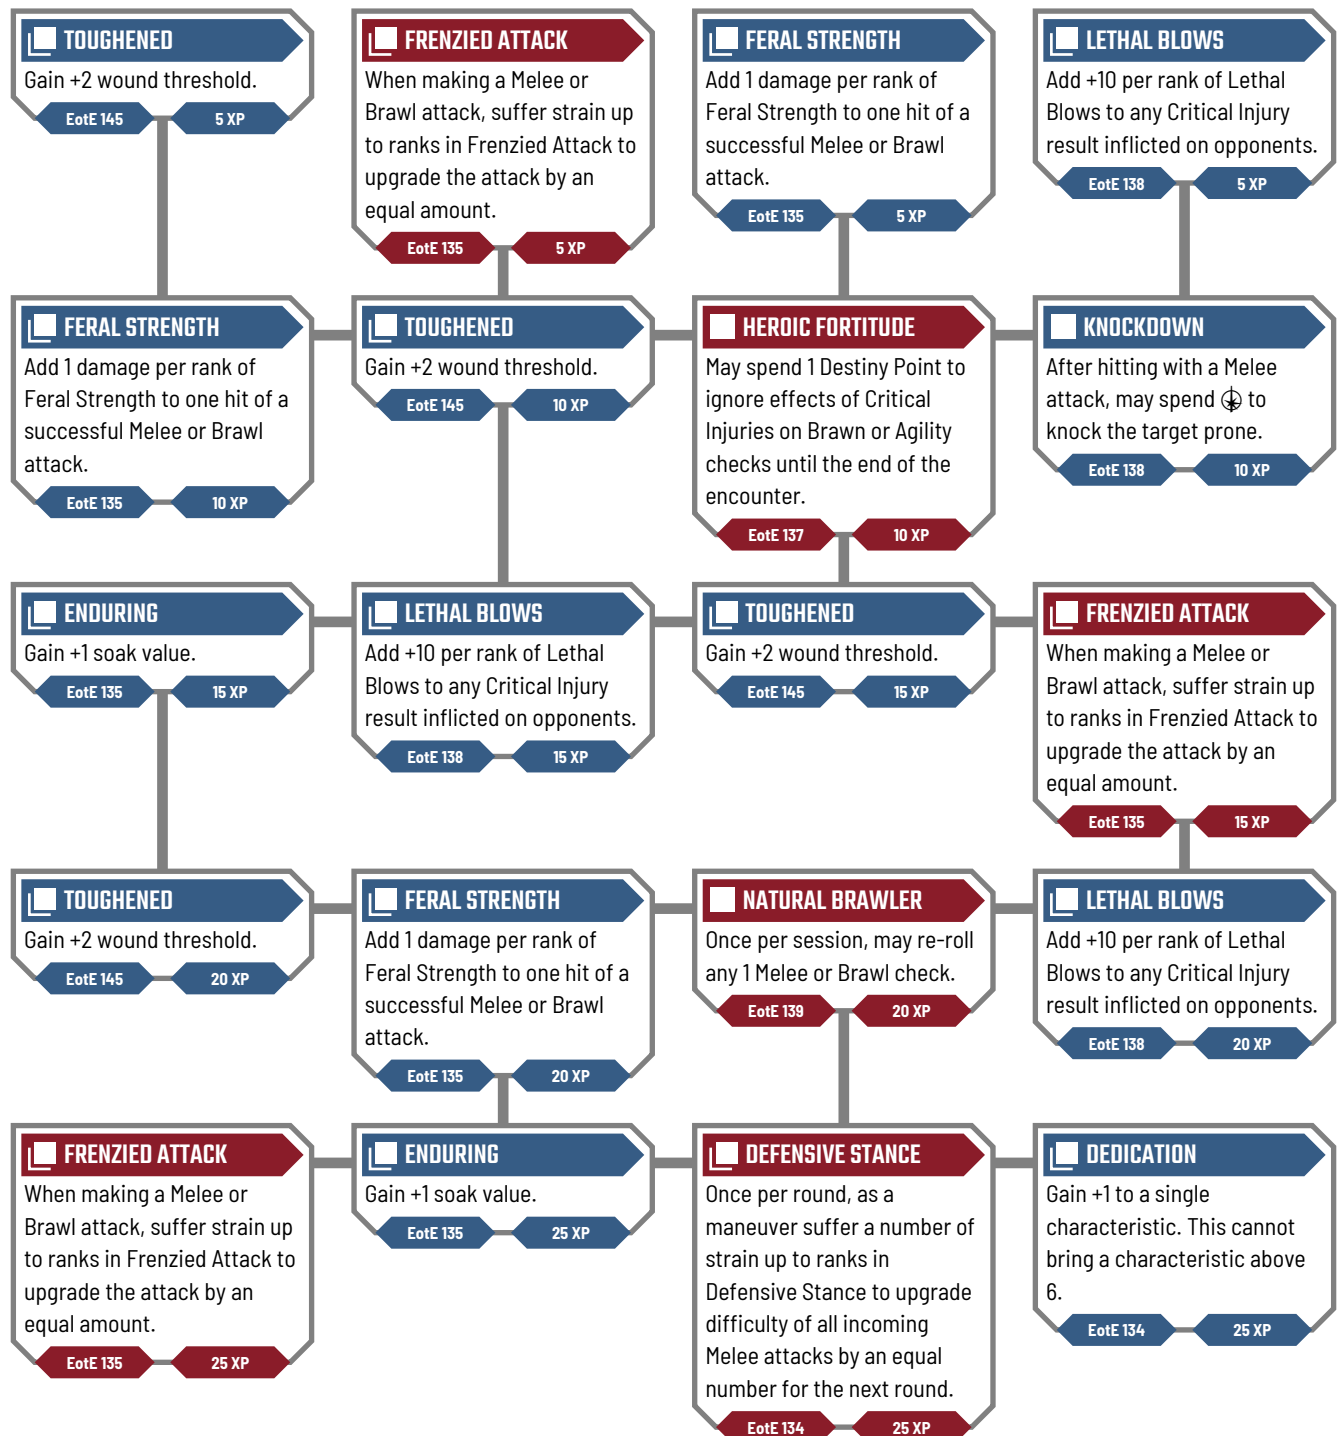 TOUGHENED
Gain +2 wound threshold.
EotE 145
5 XP
FRENZIED ATTACK
When making a Melee or
Brawl attack, suffer strain up
to ranks in Frenzied Attack to
upgrade the attack by an
equal amount.
EotE 135
5 XP
FERAL STRENGTH
Add 1 damage per rank of
Feral Strength to one hit of a
successful Melee or Brawl
attack.
EotE 135
5 XP
LETHAL BLOWS
Add +10 per rank of Lethal
Blows to any Critical Injury
result inflicted on opponents.
EotE 138
5 XP
FERAL STRENGTH
Add 1 damage per rank of
Feral Strength to one hit of a
successful Melee or Brawl
attack.
EotE 135
10 XP
TOUGHENED
Gain +2 wound threshold.
EotE 145
10 XP
HEROIC FORTITUDE
May spend 1 Destiny Point to
ignore effects of Critical
Injuries on Brawn or Agility
checks until the end of the
encounter.
EotE 137
10 XP
KNOCKDOWN
After hitting with a Melee
attack, may spend to
knock the target prone.
EotE 138
10 XP
ENDURING
Gain +1 soak value.
EotE 135
15 XP
LETHAL BLOWS
Add +10 per rank of Lethal
Blows to any Critical Injury
result inflicted on opponents.
EotE 138
15 XP
TOUGHENED
Gain +2 wound threshold.
EotE 145
15 XP
FRENZIED ATTACK
When making a Melee or
Brawl attack, suffer strain up
to ranks in Frenzied Attack to
upgrade the attack by an
equal amount.
EotE 135
15 XP
TOUGHENED
Gain +2 wound threshold.
EotE 145
20 XP
FERAL STRENGTH
Add 1 damage per rank of
Feral Strength to one hit of a
successful Melee or Brawl
attack.
EotE 135
20 XP
NATURAL BRAWLER
Once per session, may re-roll
any 1 Melee or Brawl check.
EotE 139
20 XP
LETHAL BLOWS
Add +10 per rank of Lethal
Blows to any Critical Injury
result inflicted on opponents.
EotE 138
20 XP
FRENZIED ATTACK
When making a Melee or
Brawl attack, suffer strain up
to ranks in Frenzied Attack to
upgrade the attack by an
equal amount.
EotE 135
25 XP
ENDURING
Gain +1 soak value.
EotE 135
25 XP
DEFENSIVE STANCE
Once per round, as a
maneuver suffer a number of
strain up to ranks in
Defensive Stance to upgrade
difficulty of all incoming
Melee attacks by an equal
number for the next round.
EotE 134
25 XP
DEDICATION
Gain +1 to a single
characteristic. This cannot
bring a characteristic above
6.
EotE 134
25 XP